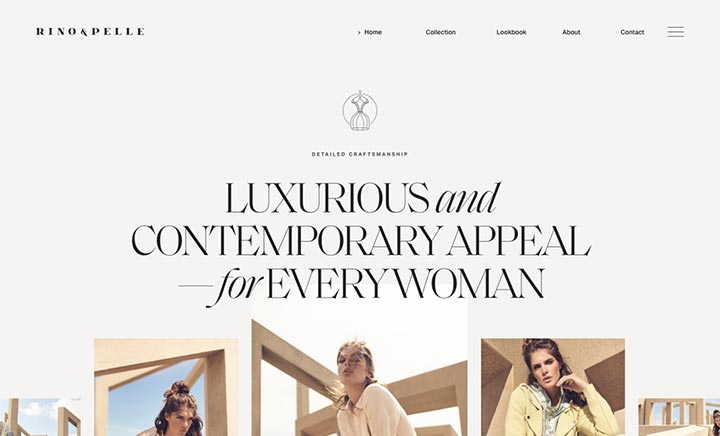 RINO&PELLE
› Home Collection Lookbook About Contact
DETAILED CRAFTSMANSHIP
LUXURIOUS and
CONTEMPORARY APPEAL
— for EVERY WOMAN